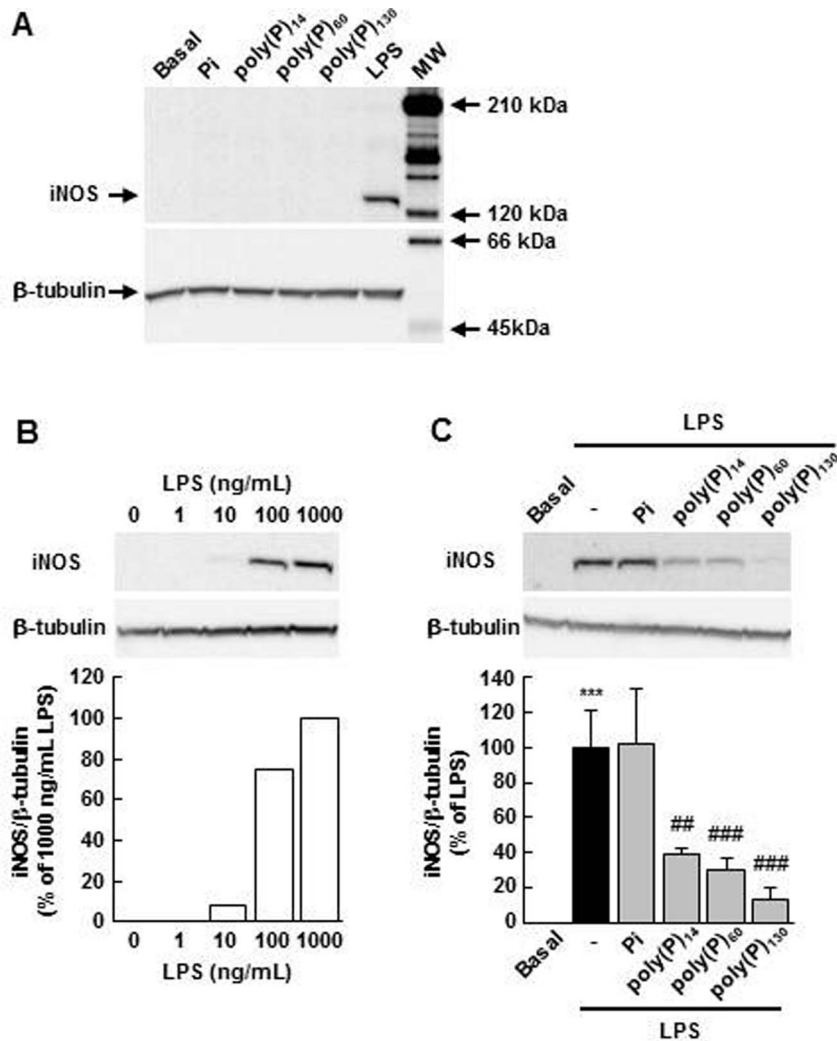 A
Basal Pi poly(P)14 poly(P)60 poly(P)130 LPS MW
210 kDa
iNOS
120 kDa
66 kDa
β-tubulin
45kDa
B
LPS (ng/mL)
0 1 10 100 1000
iNOS
β-tubulin
iNOS/β-tubulin
(% of 1000 ng/mL LPS)
120
100
80
60
40
20
0
0 1 10 100 1000
LPS (ng/mL)
C
LPS
Basal - Pi poly(P)14 poly(P)60 poly(P)130
iNOS
β-tubulin
iNOS/β-tubulin
(% of LPS)
140
120
100
80
60
40
20
0
***
## ### ###
Basal - Pi poly(P)14 poly(P)60 poly(P)130
LPS